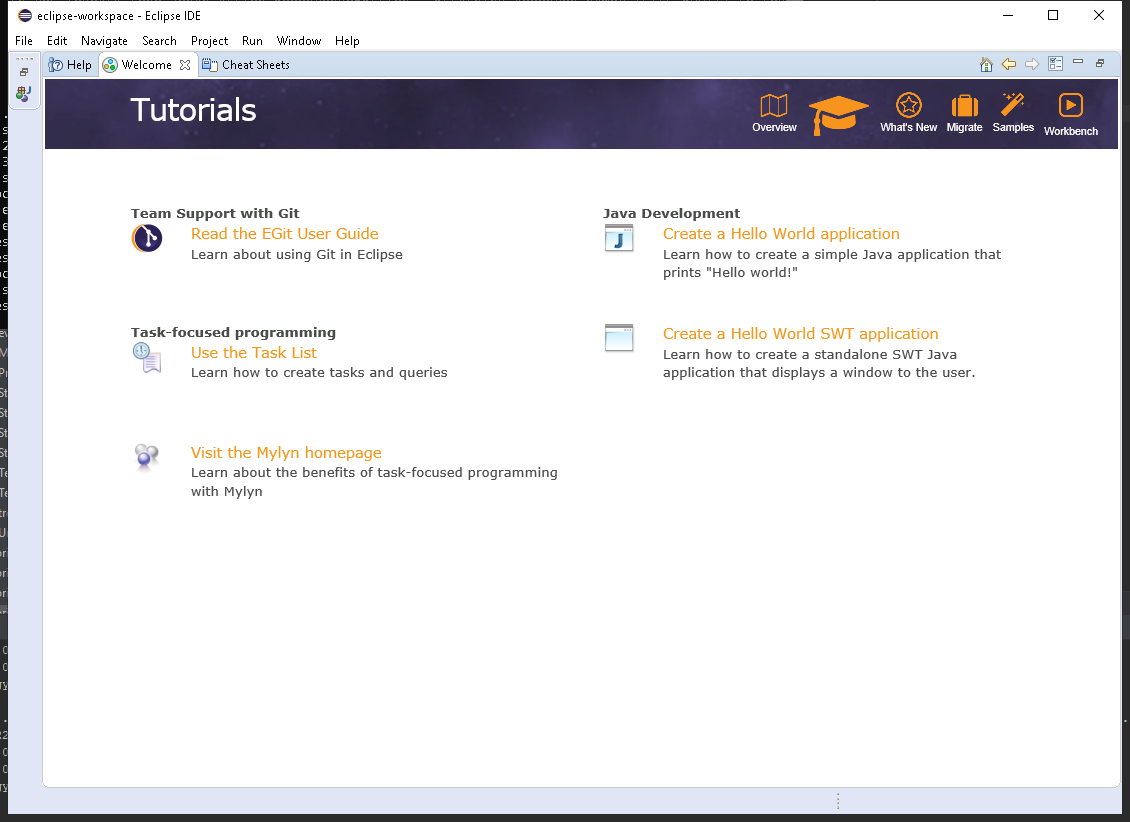 eclipse-workspace - Eclipse IDE
File Edit Navigate Search Project Run Window Help
Help Welcome Cheat Sheets
Tutorials
Overview What's New Migrate Samples Workbench
Team Support with Git
Read the EGit User Guide
Learn about using Git in Eclipse
Task-focused programming
Use the Task List
Learn how to create tasks and queries
Visit the Mylyn homepage
Learn about the benefits of task-focused programming
with Mylyn
Java Development
Create a Hello World application
Learn how to create a simple Java application that
prints "Hello world!"
Create a Hello World SWT application
Learn how to create a standalone SWT Java
application that displays a window to the user.